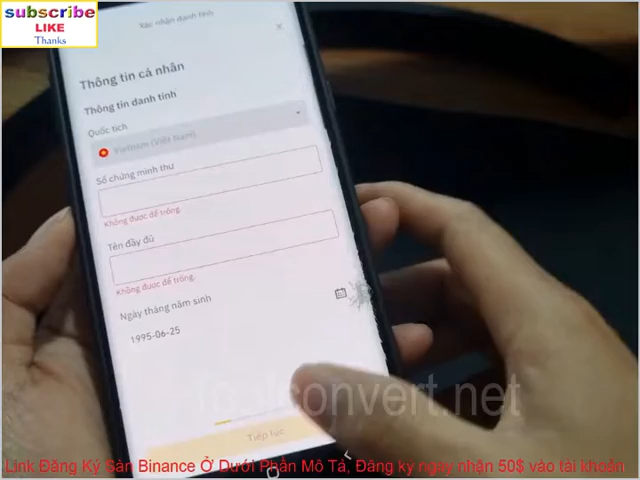 subscribe
LIKE
Thanks
Xác nhận danh tính
Thông tin cá nhân
Thông tin danh tính
Quốc tịch
Vietnam (Việt Nam)
Số chứng minh thư
Không được để trống.
Tên đầy đủ
Không được để trống.
Ngày tháng năm sinh
1995-06-25
Tiếp tục
Link Đăng Ký Sàn Binance Ở Dưới Phần Mô Tả, Đăng ký ngay nhận 50$ vào tài khoản